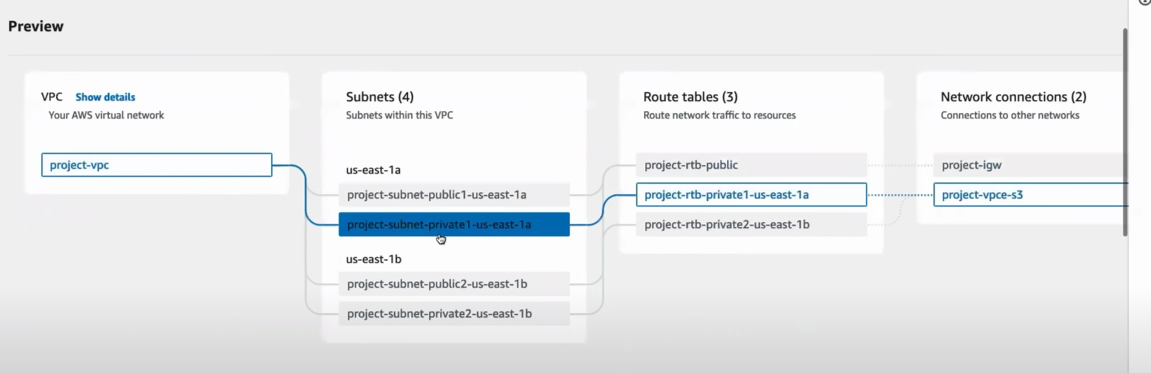 Preview
VPC Show details
Your AWS virtual network
project-vpc
Subnets (4)
Subnets within this VPC
us-east-1a
project-subnet-public1-us-east-1a
project-subnet-private1-us-east-1a
us-east-1b
project-subnet-public2-us-east-1b
project-subnet-private2-us-east-1b
Route tables (3)
Route network traffic to resources
project-rtb-public
project-rtb-private1-us-east-1a
project-rtb-private2-us-east-1b
Network connections (2)
Connections to other networks
project-igw
project-vpce-s3